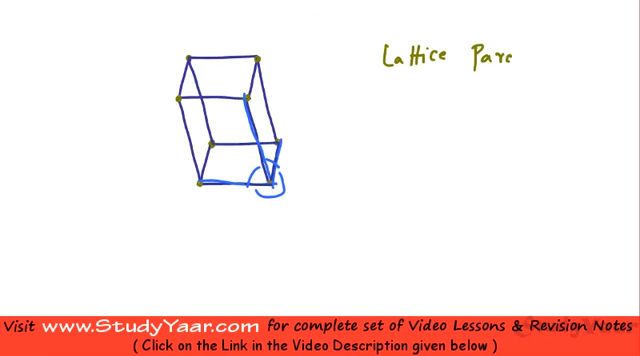 Lattice Parc
Visit www.StudyYaar.com for complete set of Video Lessons & Revision Notes
( Click on the Link in the Video Description given below )